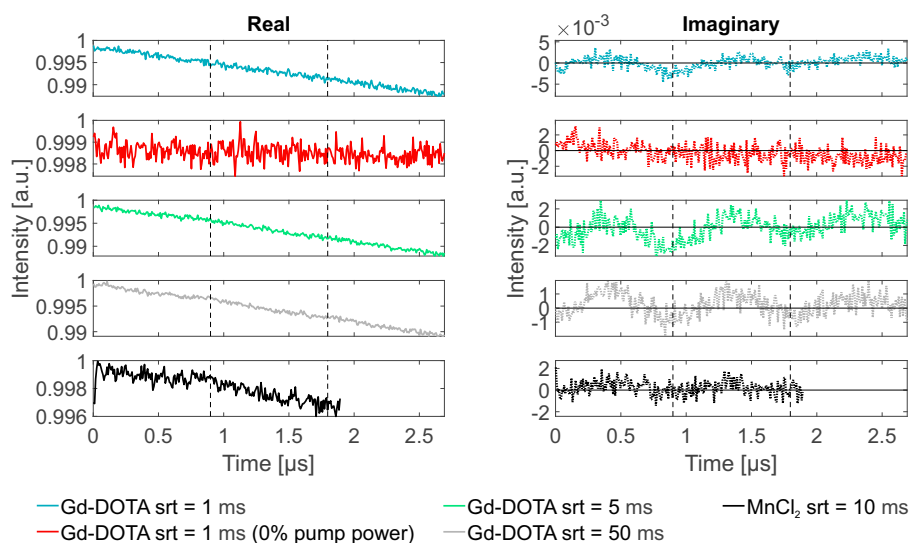 Real
Imaginary
×10⁻³
1
0.995
0.99
5
0
-5
0.999
0.998
2
0
-2
1
0.995
0.99
2
0
-2
1
0.995
0.99
1
0
-1
1
0.998
0.996
2
0
-2
Intensity [a.u.]
Intensity [a.u.]
0 0.5 1 1.5 2 2.5
0 0.5 1 1.5 2 2.5
Time [µs]
Time [µs]
Gd-DOTA srt = 1 ms
Gd-DOTA srt = 5 ms
MnCl₂ srt = 10 ms
Gd-DOTA srt = 1 ms (0% pump power)
Gd-DOTA srt = 50 ms